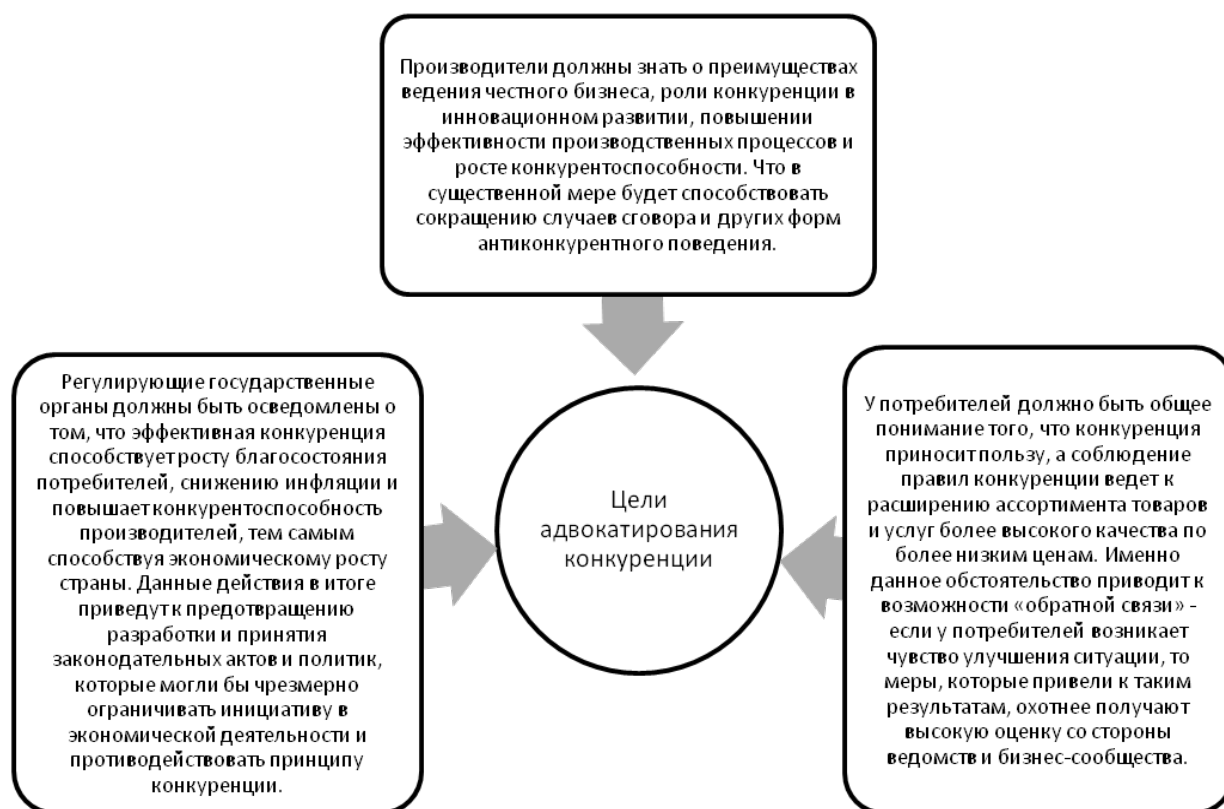 Производители должны знать о преимуществах
ведения честного бизнеса, роли конкуренции в
инновационном развитии, повышении
эффективности производственных процессов и
росте конкурентоспособности. Что в
существенной мере будет способствовать
сокращению случаев сговора и других форм
антиконкурентного поведения.
Регулирующие государственные
органы должны быть осведомлены о
том, что эффективная конкуренция
способствует росту благосостояния
потребителей, снижению инфляции и
повышает конкурентоспособность
производителей, тем самым
способствуя экономическому росту
страны. Данные действия в итоге
приведут к предотвращению
разработки и принятия
законодательных актов и политик,
которые могли бы чрезмерно
ограничивать инициативу в
экономической деятельности и
противодействовать принципу
конкуренции.
Цели
адвокатирования
конкуренции
У потребителей должно быть общее
понимание того, что конкуренция
приносит пользу, а соблюдение
правил конкуренции ведет к
расширению ассортимента товаров
и услуг более высокого качества по
более низким ценам. Именно
данное обстоятельство приводит к
возможности «обратной связи» -
если у потребителей возникает
чувство улучшения ситуации, то
меры, которые привели к таким
результатам, охотнее получают
высокую оценку со стороны
ведомств и бизнес-сообщества.